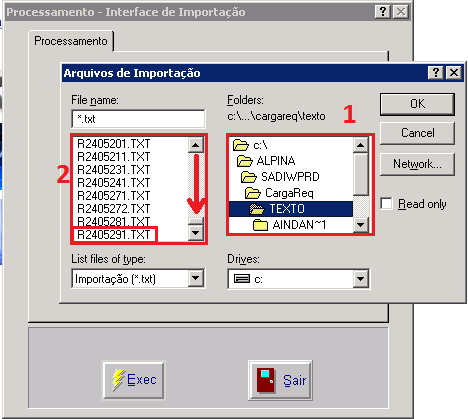 Processamento - Interface de Importação
Processamento
Arquivos de Importação
File name:
*.txt
Folders:
c:\...\cargareq\texto
1
OK
Cancel
Network...
Read only
2
R2405201.TXT
R2405211.TXT
R2405231.TXT
R2405241.TXT
R2405271.TXT
R2405272.TXT
R2405281.TXT
R2405291.TXT
c:\
ALPINA
SADIWPRD
CargaReq
TEXTO
AINDAN~1
List files of type:
Importação (*.txt)
Drives:
c:
Exec
Sair